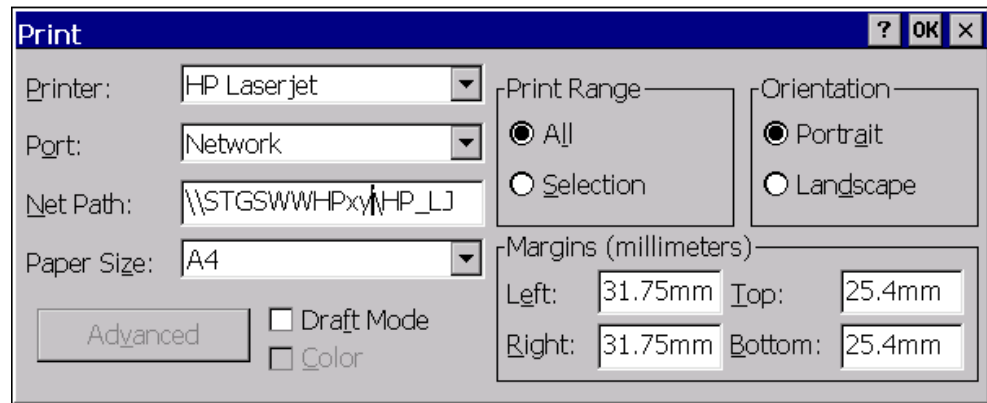 Print ? OK ×
Printer: HP Laserjet
Port: Network
Net Path: \\STGSWWHPxy\HP_LJ
Paper Size: A4
Advanced
Draft Mode
Color
Print Range
All
Selection
Orientation
Portrait
Landscape
Margins (millimeters)
Left: 31.75mm Top: 25.4mm
Right: 31.75mm Bottom: 25.4mm